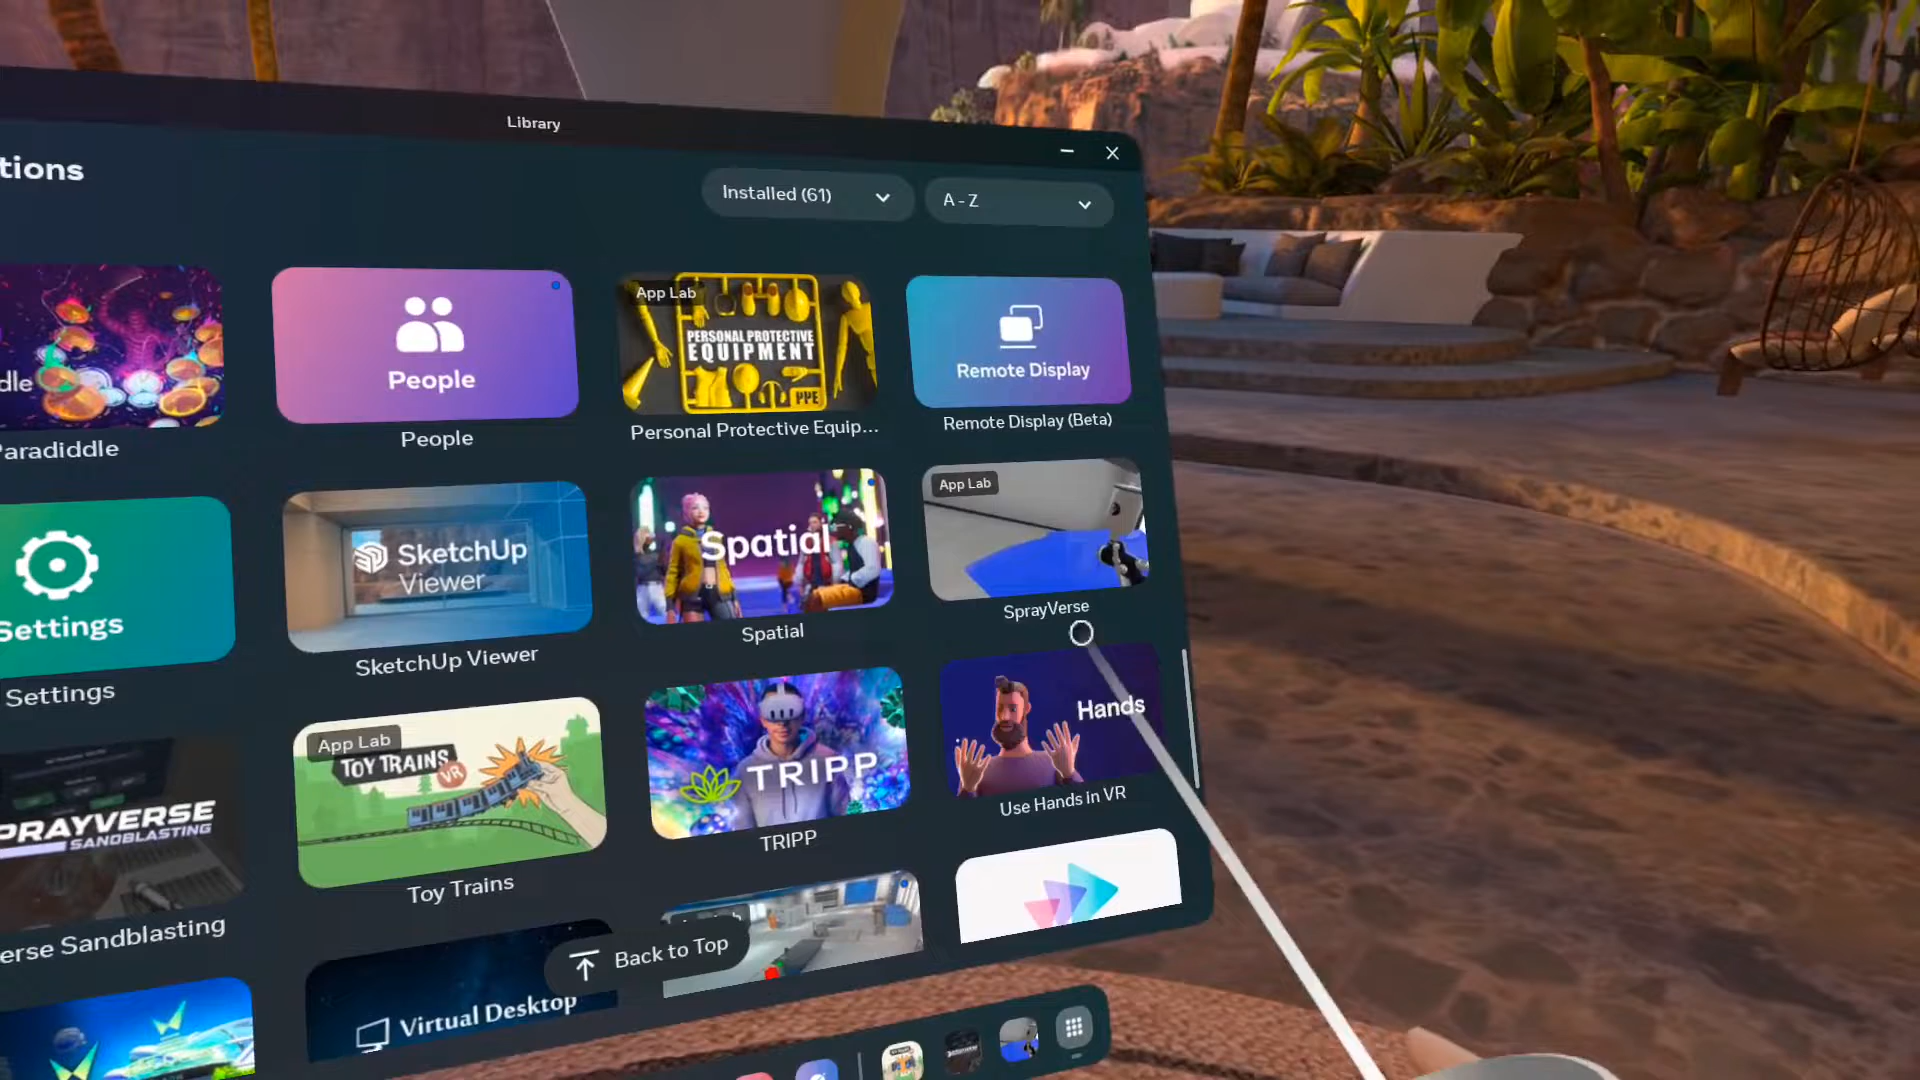 Library
tions
Installed (61)
A - Z
dle
People
App Lab
PERSONAL PROTECTIVE
EQUIPMENT
PPE
Remote Display
aradiddle
People
Personal Protective Equip...
Remote Display (Beta)
Settings
SketchUp
Viewer
Spatial
App Lab
Settings
SketchUp Viewer
Spatial
SprayVerse
PRAYVERSE
SANDBLASTING
App Lab
TOY TRAINS
VR
TRIPP
Hands
erse Sandblasting
Toy Trains
TRIPP
Use Hands in VR
Virtual Desktop
Back to Top